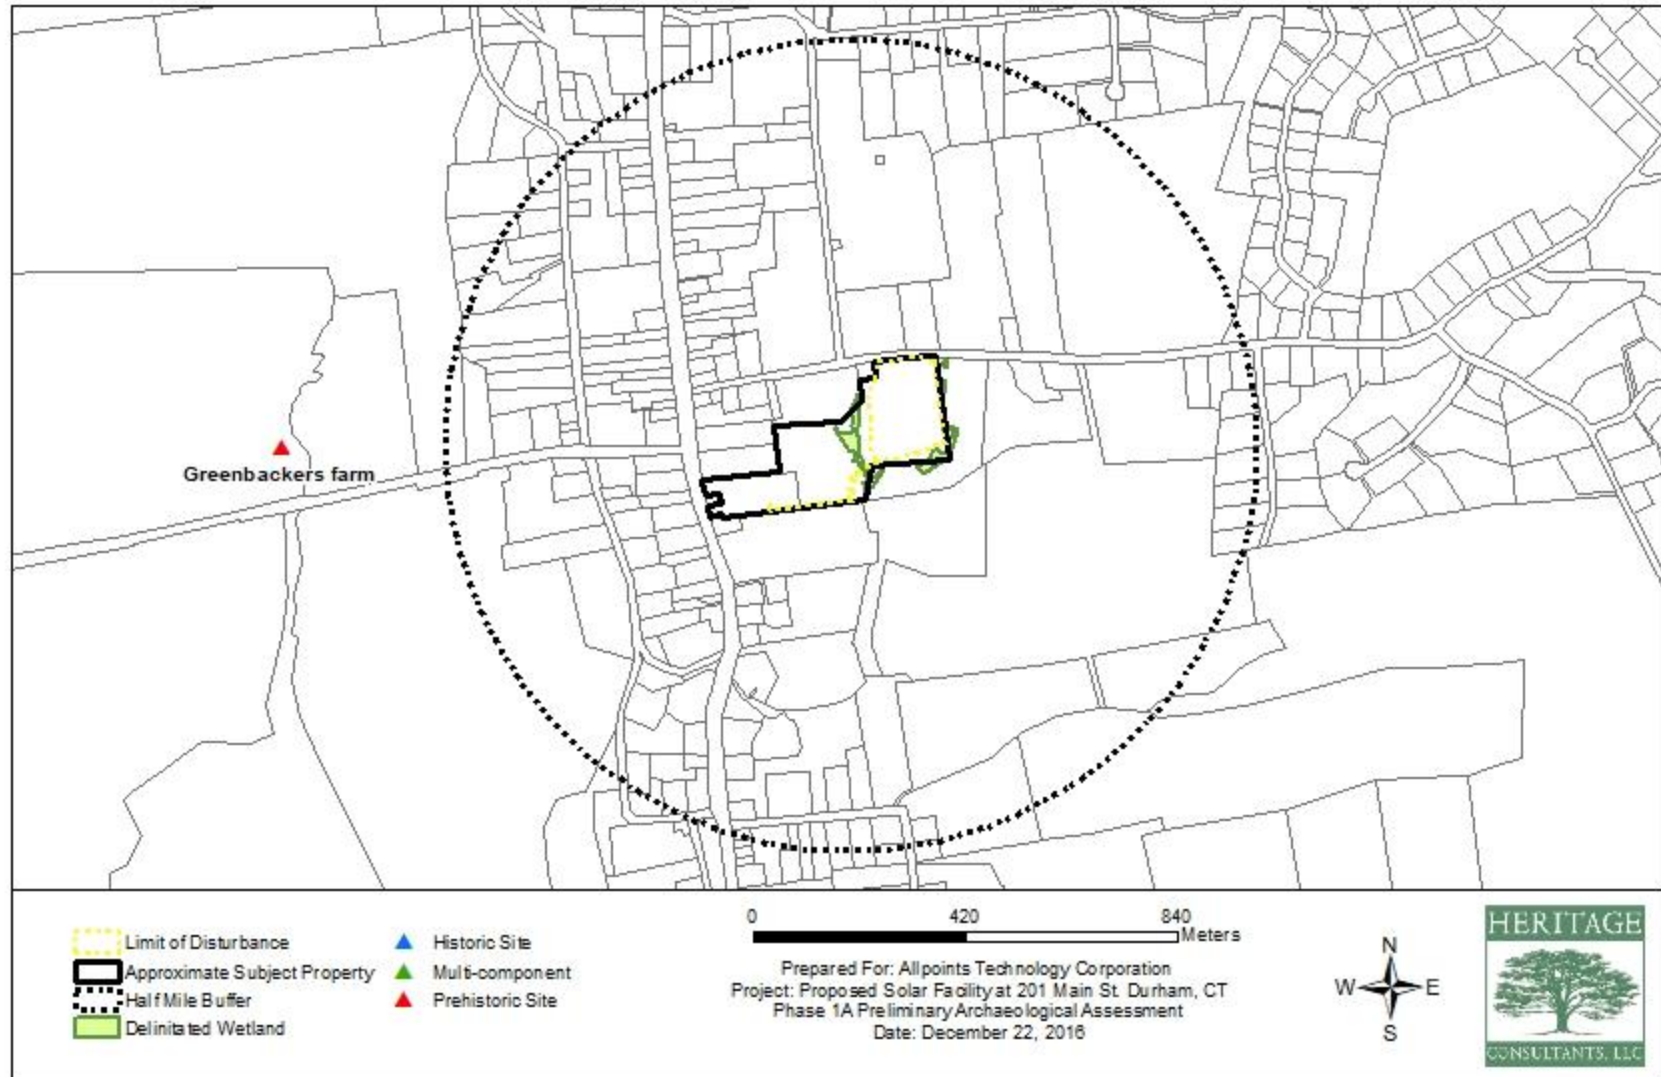 Greenbackers farm
Limit of Disturbance
Approximate Subject Property
Half Mile Buffer
Delinitated Wetland
Historic Site
Multi-component
Prehistoric Site
0 420 840
Meters
Prepared For: Allpoints Technology Corporation
Project: Proposed Solar Facility at 201 Main St. Durham, CT
Phase 1A Preliminary Archaeological Assessment
Date: December 22, 2016
N
W E
S
HERITAGE
CONSULTANTS, LLC